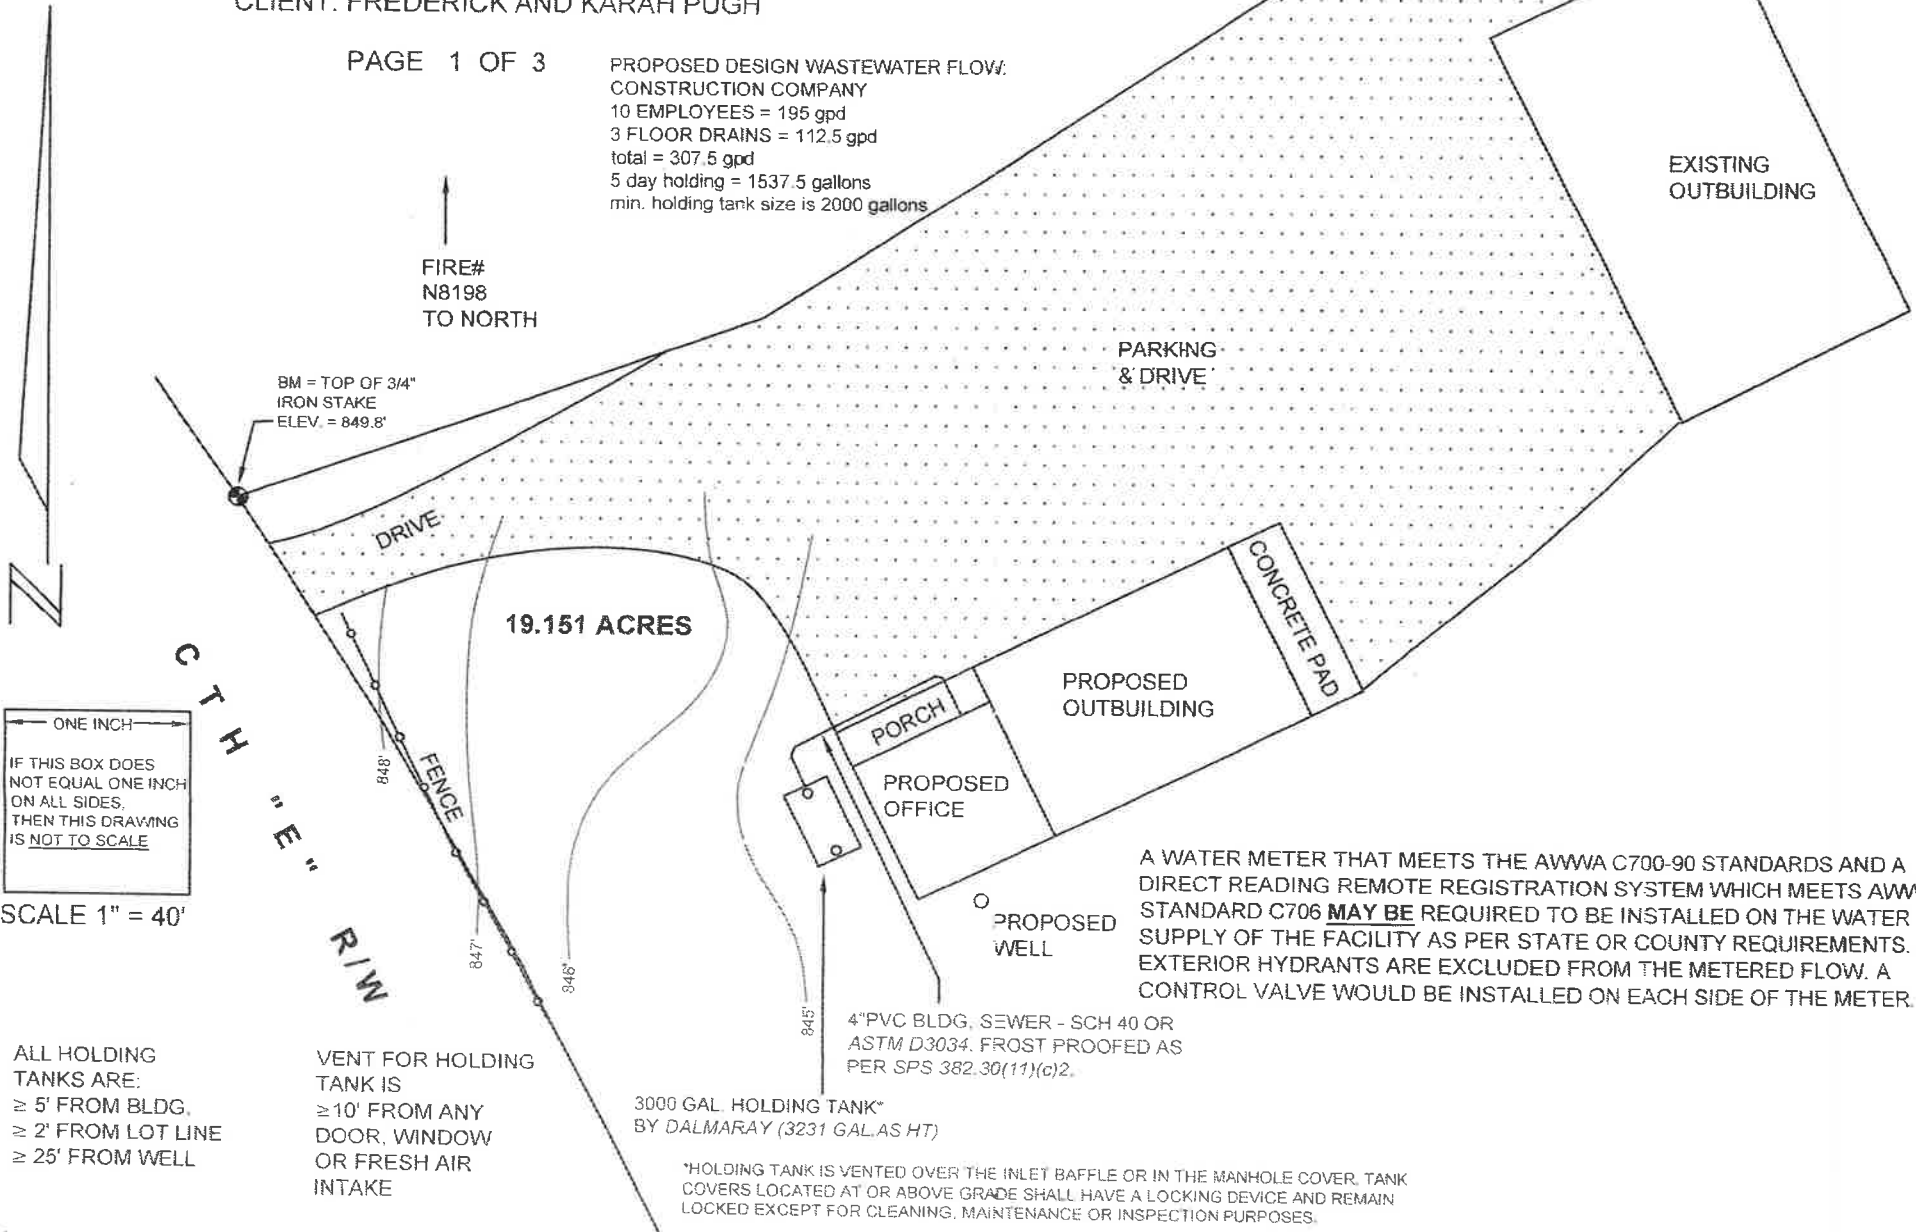 CLIENT: FREDERICK AND KARAH PUGH
PAGE 1 OF 3
PROPOSED DESIGN WASTEWATER FLOW:
CONSTRUCTION COMPANY
10 EMPLOYEES = 195 gpd
3 FLOOR DRAINS = 112.5 gpd
total = 307.5 gpd
5 day holding = 1537.5 gallons
min. holding tank size is 2000 gallons
EXISTING
OUTBUILDING
FIRE#
N8198
TO NORTH
PARKING
& DRIVE
BM = TOP OF 3/4"
IRON STAKE
ELEV. = 849.8'
DRIVE
N
19.151 ACRES
CONCRETE PAD
PROPOSED
OUTBUILDING
PORCH
PROPOSED
OFFICE
C T H "E" R/W
FENCE
848'
847'
846'
845'
ONE INCH
IF THIS BOX DOES
NOT EQUAL ONE INCH
ON ALL SIDES,
THEN THIS DRAWING
IS NOT TO SCALE
SCALE 1" = 40'
PROPOSED
WELL
A WATER METER THAT MEETS THE AWWA C700-90 STANDARDS AND A
DIRECT READING REMOTE REGISTRATION SYSTEM WHICH MEETS AWW
STANDARD C706 MAY BE REQUIRED TO BE INSTALLED ON THE WATER
SUPPLY OF THE FACILITY AS PER STATE OR COUNTY REQUIREMENTS.
EXTERIOR HYDRANTS ARE EXCLUDED FROM THE METERED FLOW. A
CONTROL VALVE WOULD BE INSTALLED ON EACH SIDE OF THE METER.
4"PVC BLDG. SEWER - SCH 40 OR
ASTM D3034. FROST PROOFED AS
PER SPS 382.30(11)(c)2.
ALL HOLDING
TANKS ARE:
≥ 5' FROM BLDG.
≥ 2' FROM LOT LINE
≥ 25' FROM WELL
VENT FOR HOLDING
TANK IS
≥10' FROM ANY
DOOR, WINDOW
OR FRESH AIR
INTAKE
3000 GAL. HOLDING TANK*
BY DALMARAY (3231 GAL.AS HT)
*HOLDING TANK IS VENTED OVER THE INLET BAFFLE OR IN THE MANHOLE COVER. TANK
COVERS LOCATED AT OR ABOVE GRADE SHALL HAVE A LOCKING DEVICE AND REMAIN
LOCKED EXCEPT FOR CLEANING, MAINTENANCE OR INSPECTION PURPOSES.